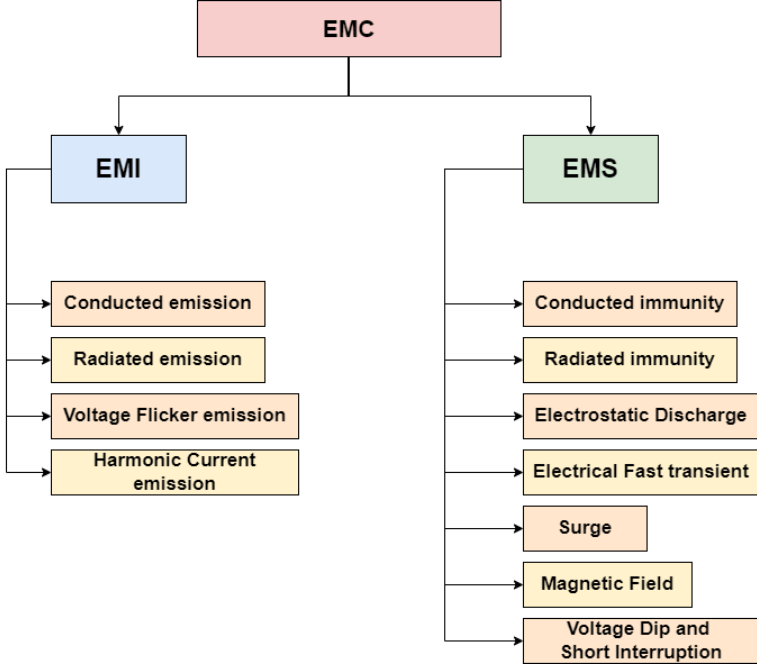 EMC
EMI
EMS
Conducted emission
Radiated emission
Voltage Flicker emission
Harmonic Current
emission
Conducted immunity
Radiated immunity
Electrostatic Discharge
Electrical Fast transient
Surge
Magnetic Field
Voltage Dip and
Short Interruption